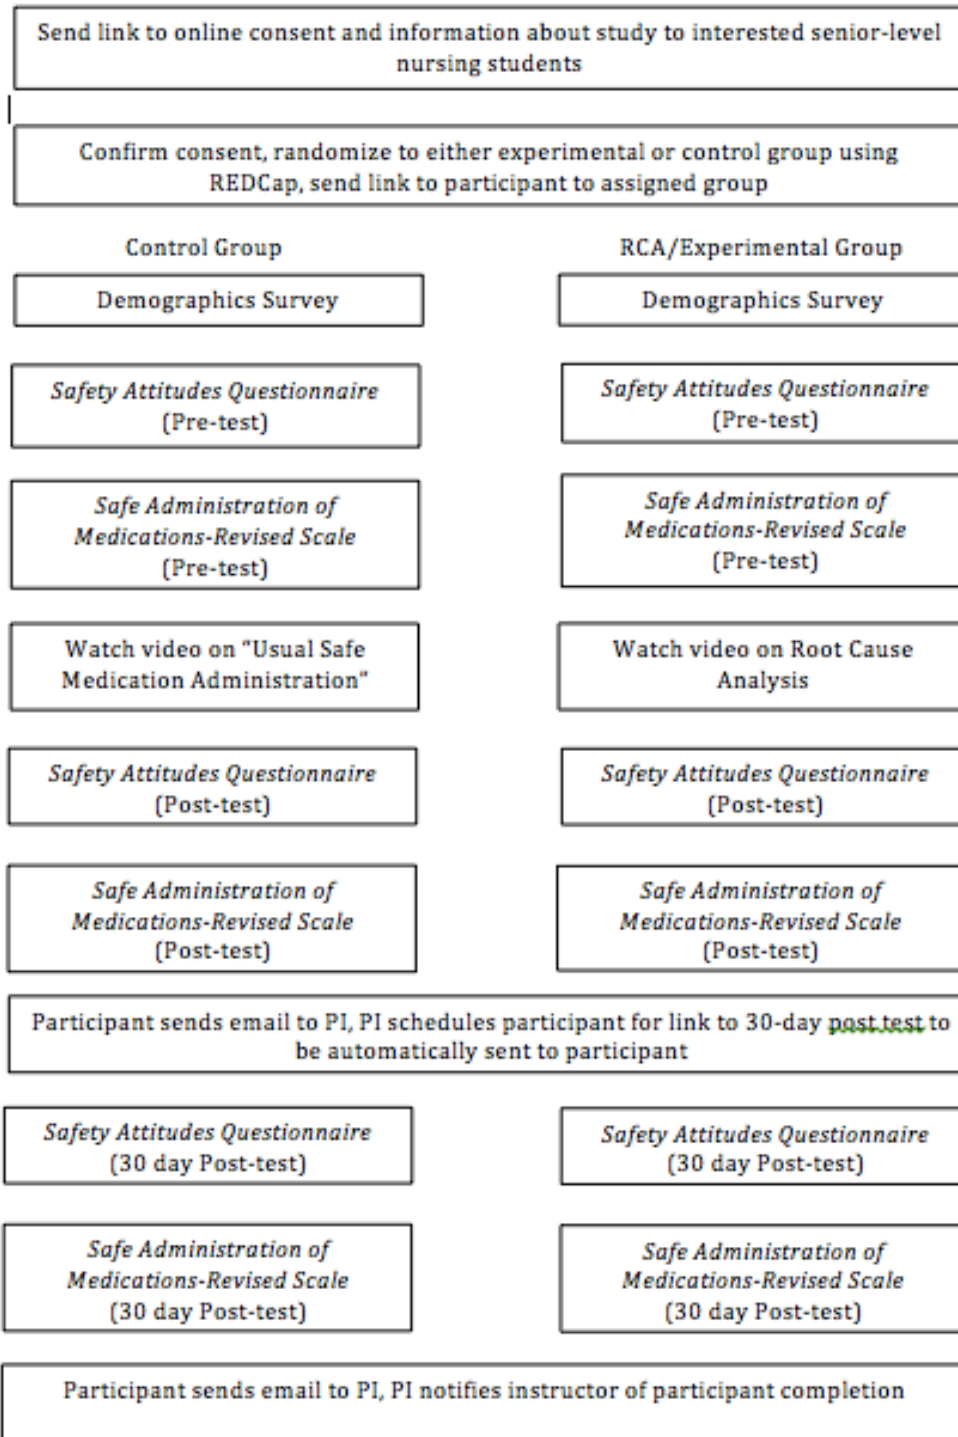 Send link to online consent and information about study to interested senior-level
nursing students
Confirm consent, randomize to either experimental or control group using
REDCap, send link to participant to assigned group
Control Group
RCA/Experimental Group
Demographics Survey
Demographics Survey
Safety Attitudes Questionnaire
(Pre-test)
Safety Attitudes Questionnaire
(Pre-test)
Safe Administration of
Medications-Revised Scale
(Pre-test)
Safe Administration of
Medications-Revised Scale
(Pre-test)
Watch video on "Usual Safe
Medication Administration"
Watch video on Root Cause
Analysis
Safety Attitudes Questionnaire
(Post-test)
Safety Attitudes Questionnaire
(Post-test)
Safe Administration of
Medications-Revised Scale
(Post-test)
Safe Administration of
Medications-Revised Scale
(Post-test)
Participant sends email to PI, PI schedules participant for link to 30-day post test to
be automatically sent to participant
Safety Attitudes Questionnaire
(30 day Post-test)
Safety Attitudes Questionnaire
(30 day Post-test)
Safe Administration of
Medications-Revised Scale
(30 day Post-test)
Safe Administration of
Medications-Revised Scale
(30 day Post-test)
Participant sends email to PI, PI notifies instructor of participant completion